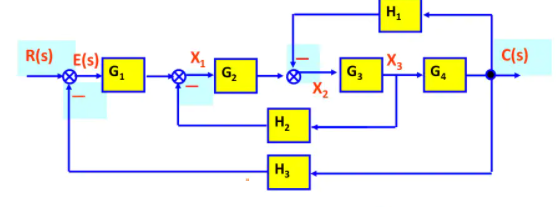 H₁
R(s) E(s) G₁ X₁ G₂ X₂ G₃ X₃ G₄ C(s)
− − −
H₂
H₃